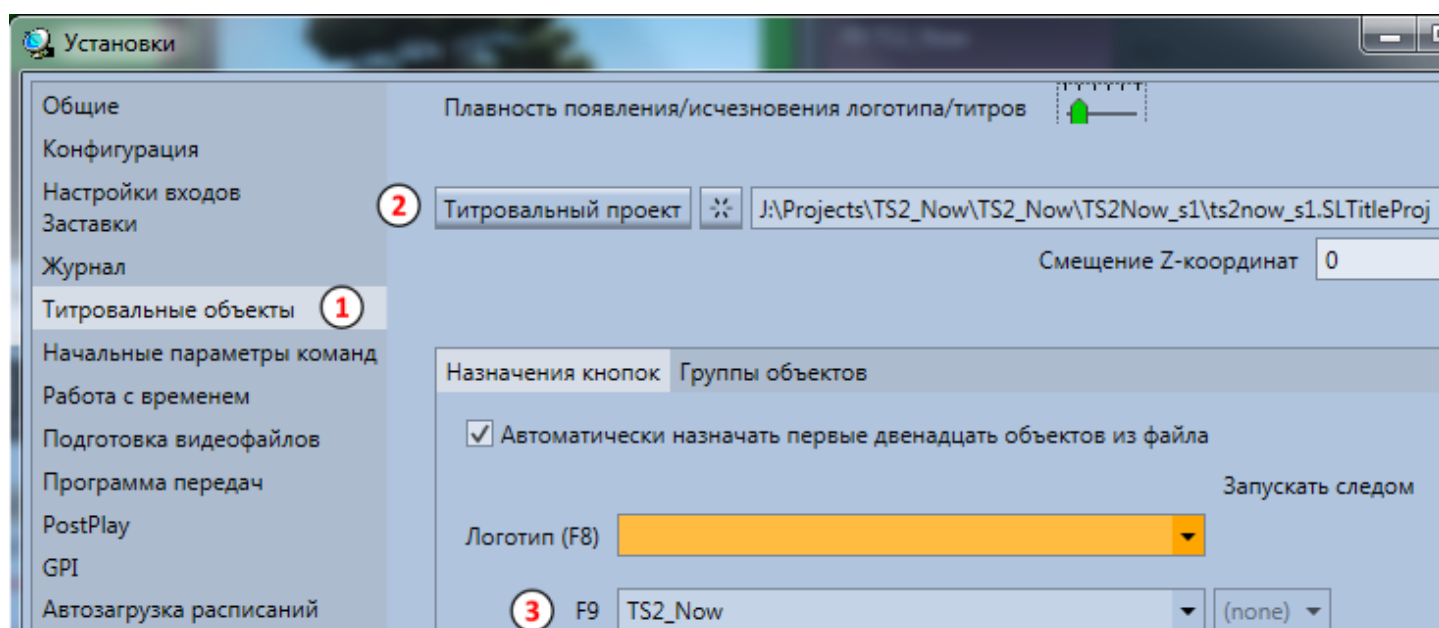 Установки
Общие
Конфигурация
Настройки входов
Заставки
Журнал
Титровальные объекты 1
Начальные параметры команд
Работа с временем
Подготовка видеофайлов
Программа передач
PostPlay
GPI
Автозагрузка расписаний
Плавность появления/исчезновения логотипа/титров
2 Титровальный проект J:\Projects\TS2_Now\TS2_Now\TS2Now_s1\ts2now_s1.SLTitleProj
Смещение Z-координат 0
Назначения кнопок Группы объектов
Автоматически назначать первые двенадцать объектов из файла
Запускать следом
Логотип (F8)
3 F9 TS2_Now (none)